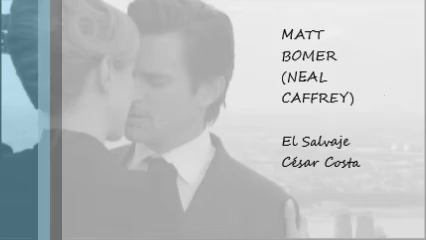 MATT
BOMER
(NEAL
CAFFREY)
El Salvaje
César Costa